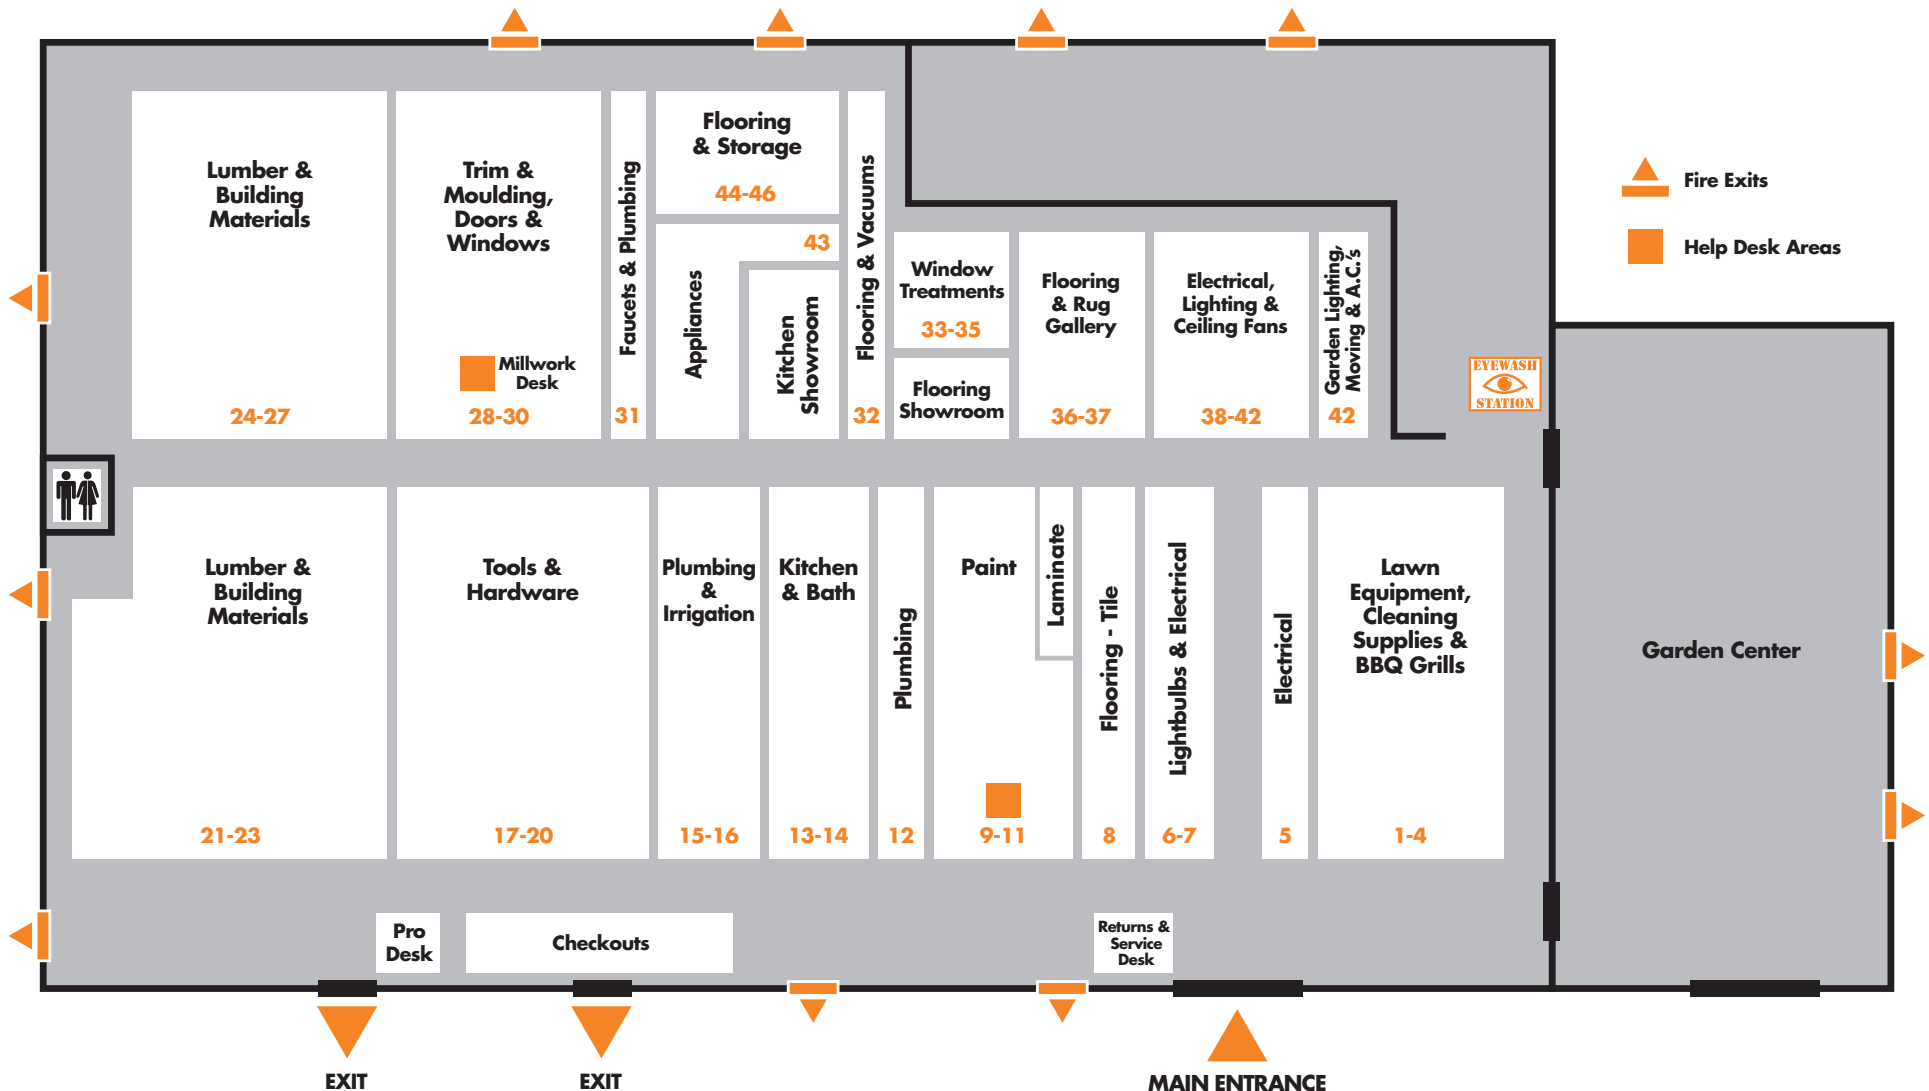 Lumber &
Building
Materials
24-27
Trim &
Moulding,
Doors &
Windows
Millwork
Desk
28-30
Faucets & Plumbing
31
Flooring
& Storage
44-46
43
Appliances
Kitchen
Showroom
Flooring & Vacuums
32
Window
Treatments
33-35
Flooring
Showroom
Flooring
& Rug
Gallery
36-37
Electrical,
Lighting &
Ceiling Fans
38-42
Garden Lighting,
Moving & A.C.'s
42
EYEWASH
STATION
Fire Exits
Help Desk Areas
Lumber &
Building
Materials
21-23
Tools &
Hardware
17-20
Plumbing
&
Irrigation
15-16
Kitchen
& Bath
13-14
Plumbing
12
Paint
9-11
Laminate
Flooring - Tile
8
Lightbulbs & Electrical
6-7
Electrical
5
Lawn
Equipment,
Cleaning
Supplies &
BBQ Grills
1-4
Garden Center
Pro
Desk
Checkouts
Returns &
Service
Desk
EXIT
EXIT
MAIN ENTRANCE